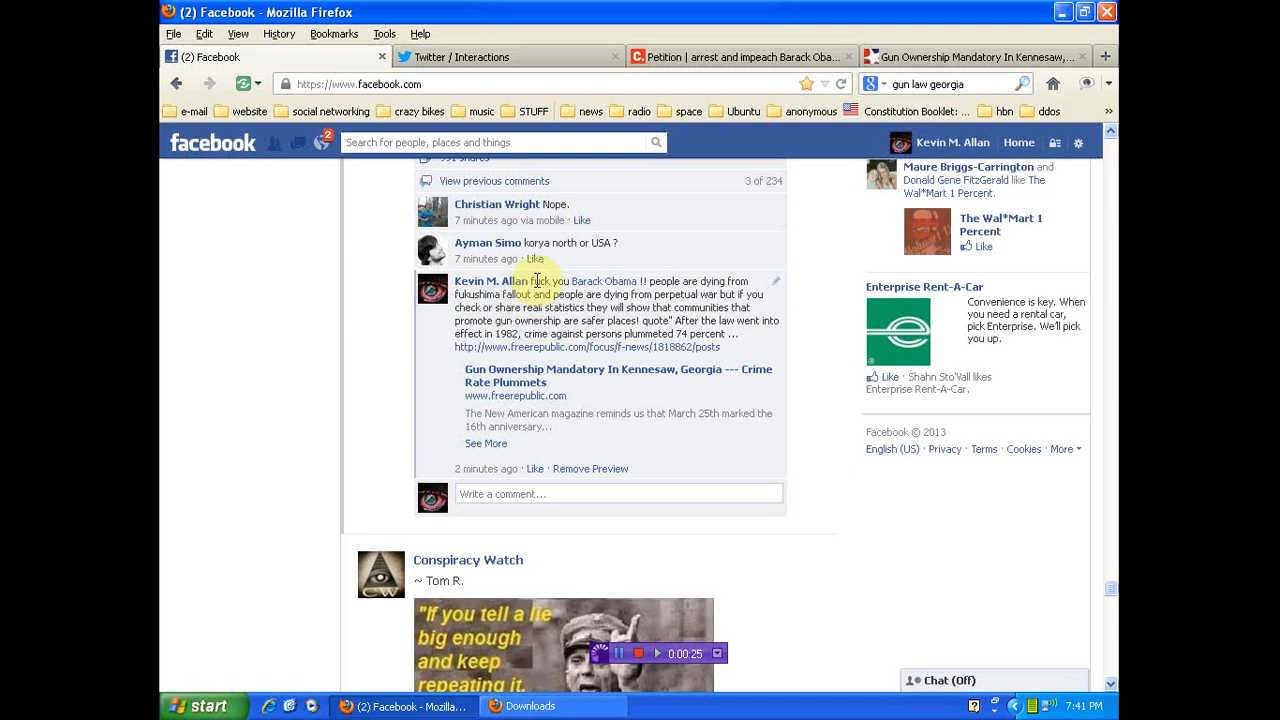 (2) Facebook - Mozilla Firefox
File Edit View History Bookmarks Tools Help
(2) Facebook
Twitter / Interactions
Petition | arrest and impeach Barack Oba...
Gun Ownership Mandatory In Kennesaw,...
https://www.facebook.com
gun law georgia
e-mail website social networking crazy bikes music STUFF news radio space Ubuntu anonymous Constitution Booklet: ... hbn ddos
facebook 2 Search for people, places and things Kevin M. Allan Home
991 shares
View previous comments 3 of 234
Christian Wright Nope.
7 minutes ago via mobile · Like
Ayman Simo korya north or USA ?
7 minutes ago · Like
Kevin M. Allan fuck you Barack Obama !! people are dying from
fukushima fallout and people are dying from perpetual war but if you
check or share reall statistics they will show that communities that
promote gun ownership are safer places! quote" After the law went into
effect in 1982, crime against persons plummeted 74 percent ...
http://www.freerepublic.com/focus/f-news/1818862/posts
Gun Ownership Mandatory In Kennesaw, Georgia --- Crime
Rate Plummets
www.freerepublic.com
The New American magazine reminds us that March 25th marked the
16th anniversary...
See More
2 minutes ago · Like · Remove Preview
Write a comment...
Conspiracy Watch
CW
~ Tom R.
"If you tell a lie
big enough
and keep
repeating it,
0:00:25
Maure Briggs-Carrington and
Donald Gene FitzGerald like The
Wal*Mart 1 Percent.
The Wal*Mart 1
Percent
Like
Enterprise Rent-A-Car
Convenience is key. When
you need a rental car,
pick Enterprise. We'll pick
you up.
Like · Shahn Sto'Vall likes
Enterprise Rent-A-Car.
Facebook © 2013
English (US) · Privacy · Terms · Cookies · More
Chat (Off)
start
(2) Facebook - Mozilla...
Downloads
7:41 PM